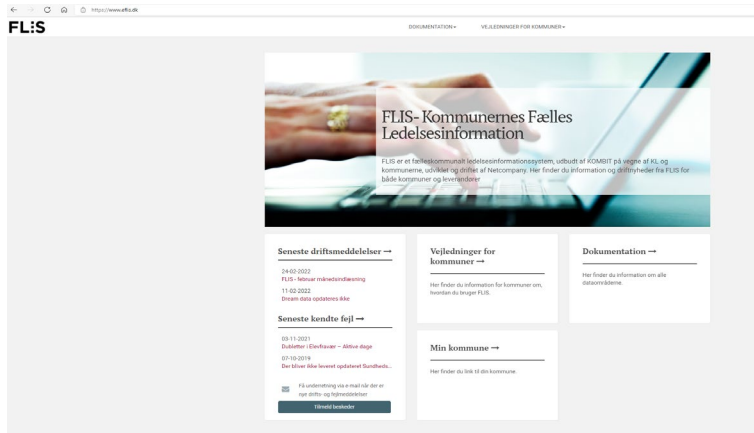 https://www.eflis.dk
FLIS
DOKUMENTATION
VEJLEDNINGER FOR KOMMUNER
FLIS- Kommunernes Fælles
Ledelsesinformation
FLIS er et fælleskommunalt ledelsesinformationssystem, udbudt af KOMBIT på vegne af KL og
kommunerne, udviklet og driftet af Netcompany. Her finder du information og driftnyheder fra FLIS for
både kommuner og leverandører
Seneste driftsmeddelelser →
24-02-2022
FLIS - februar månedsindlæsning
11-02-2022
Dream data opdateres ikke
Seneste kendte fejl →
03-11-2021
Dubletter i Elevfravær – Aktive dage
07-10-2019
Der bliver ikke leveret opdateret Sundheds...
Få underretning via e-mail når der er
nye drifts- og fejlmeddelelser
Tilmeld beskeder
Vejledninger for
kommuner →
Her finder du information for kommuner om,
hvordan du bruger FLIS.
Min kommune →
Her finder du link til din kommune.
Dokumentation →
Her finder du information om alle
dataområderne.